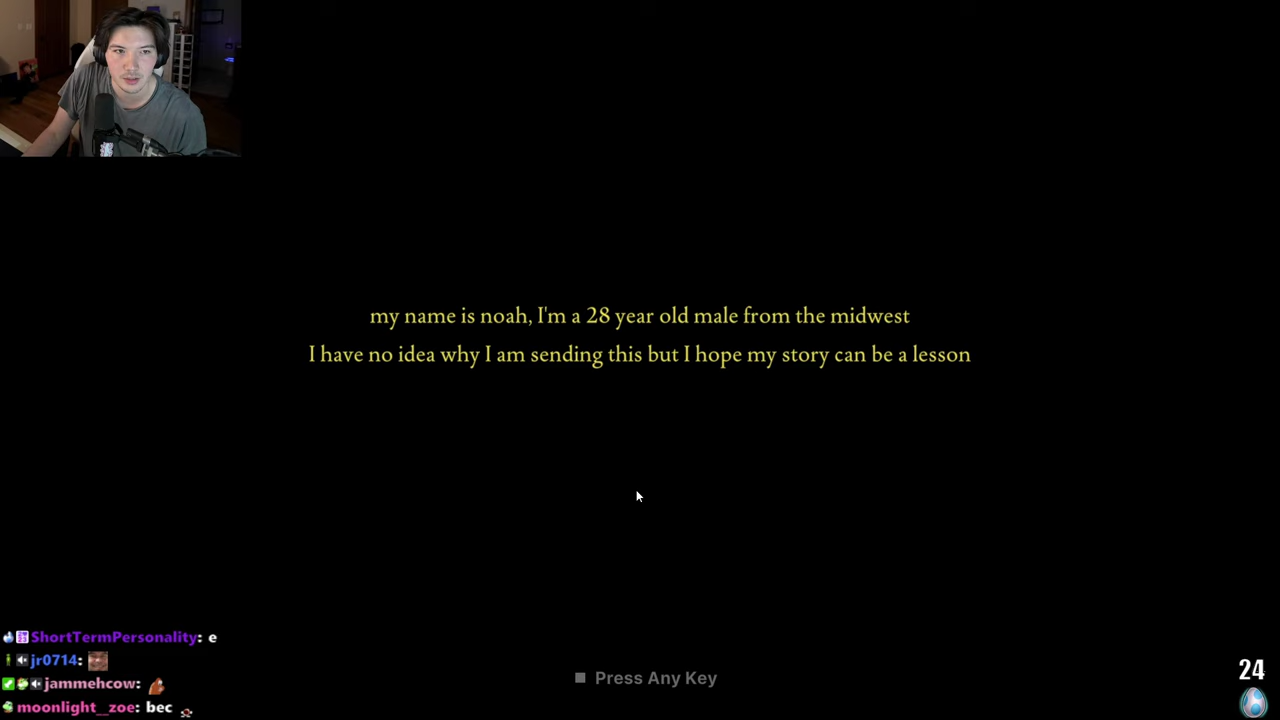 my name is noah, I'm a 28 year old male from the midwest
I have no idea why I am sending this but I hope my story can be a lesson
ShortTermPersonality: e
jr0714:
jammehcow:
moonlight__zoe: bec
Press Any Key
24